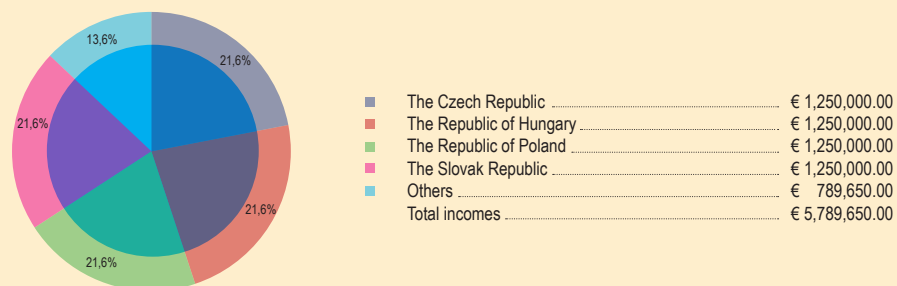 13,6%
21,6%
21,6%
21,6%
21,6%
The Czech Republic € 1,250,000.00
The Republic of Hungary € 1,250,000.00
The Republic of Poland € 1,250,000.00
The Slovak Republic € 1,250,000.00
Others € 789,650.00
Total incomes € 5,789,650.00